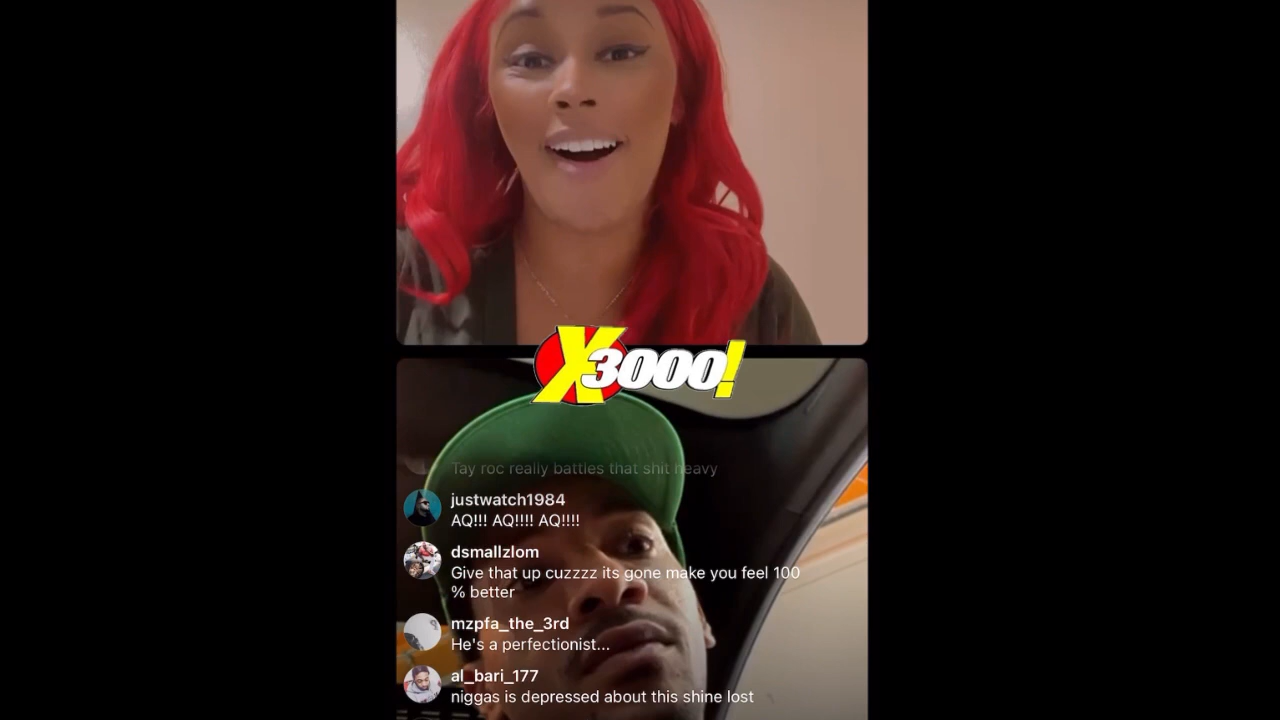 X3000!
Tay roc really battles that shit heavy
justwatch1984
AQ!!! AQ!!!! AQ!!!!
dsmallzlom
Give that up cuzzzz its gone make you feel 100
% better
mzpfa_the_3rd
He's a perfectionist...
al_bari_177
niggas is depressed about this shine lost